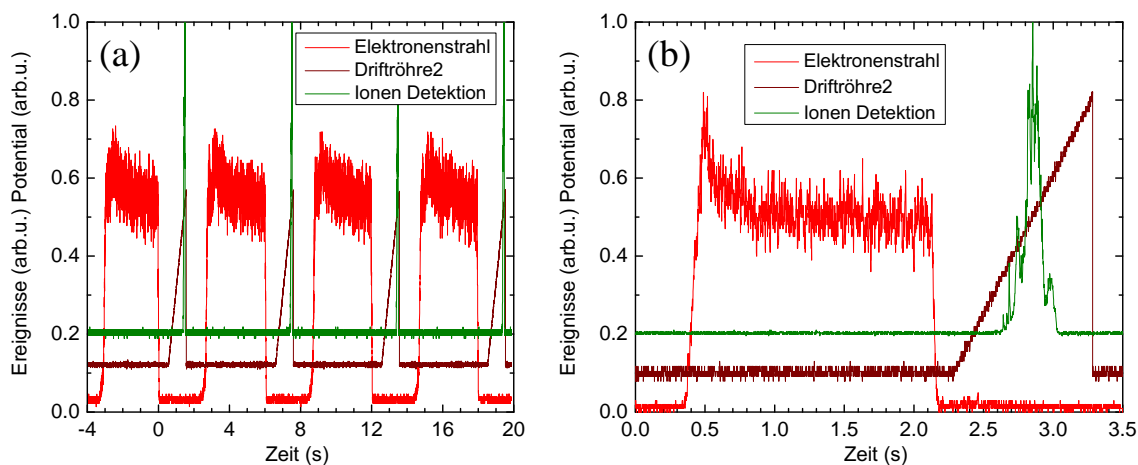 (a)
Elektronenstrahl
Driftröhre2
Ionen Detektion
Ereignisse (arb.u.) Potential (arb.u.)
1.0
0.8
0.6
0.4
0.2
0.0
-4 0 4 8 12 16 20
Zeit (s)
(b)
Elektronenstrahl
Driftröhre2
Ionen Detektion
Ereignisse (arb.u.) Potential (arb.u.)
1.0
0.8
0.6
0.4
0.2
0.0
0.0 0.5 1.0 1.5 2.0 2.5 3.0 3.5
Zeit (s)